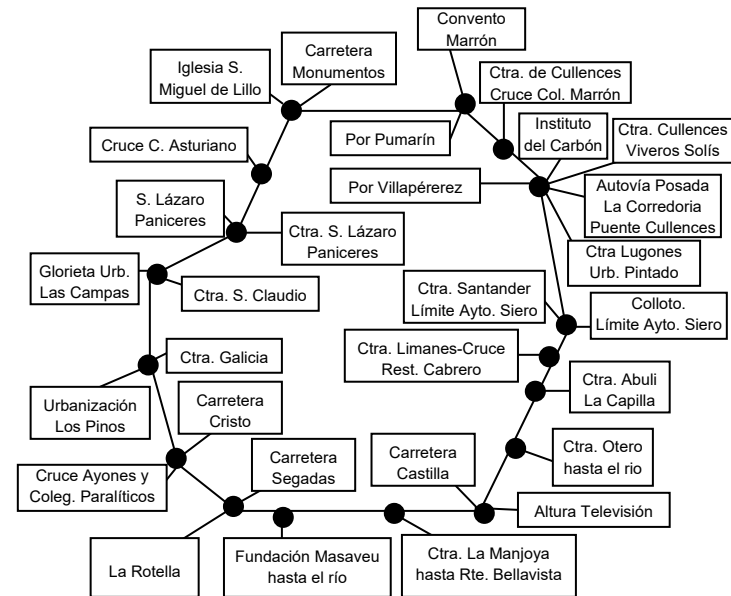 Convento
Marrón
Carretera
Monumentos
Iglesia S.
Miguel de Lillo
Ctra. de Cullences
Cruce Col. Marrón
Instituto
del Carbón
Ctra. Cullences
Viveros Solís
Cruce C. Asturiano
Por Pumarín
Por Villapérerez
Autovía Posada
La Corredoria
Puente Cullences
S. Lázaro
Paniceres
Ctra. S. Lázaro
Paniceres
Ctra Lugones
Urb. Pintado
Glorieta Urb.
Las Campas
Ctra. S. Claudio
Ctra. Santander
Límite Ayto. Siero
Colloto.
Límite Ayto. Siero
Ctra. Galicia
Ctra. Limanes-Cruce
Rest. Cabrero
Ctra. Abuli
La Capilla
Urbanización
Los Pinos
Carretera
Cristo
Ctra. Otero
hasta el rio
Cruce Ayones y
Coleg. Paralíticos
Carretera
Segadas
Carretera
Castilla
Altura Televisión
La Rotella
Fundación Masaveu
hasta el río
Ctra. La Manjoya
hasta Rte. Bellavista